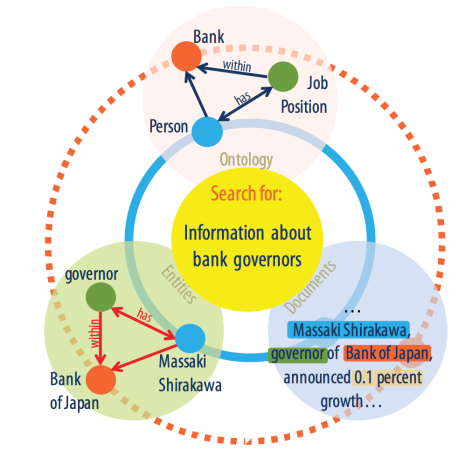 Bank
within
Job
Position
has
Person
Ontology
Search for:
Information about
bank governors
Entities
Documents
governor
within
has
Bank
of Japan
Massaki
Shirakawa
...
Massaki Shirakawa,
governor of Bank of Japan,
announced 0.1 percent
growth...